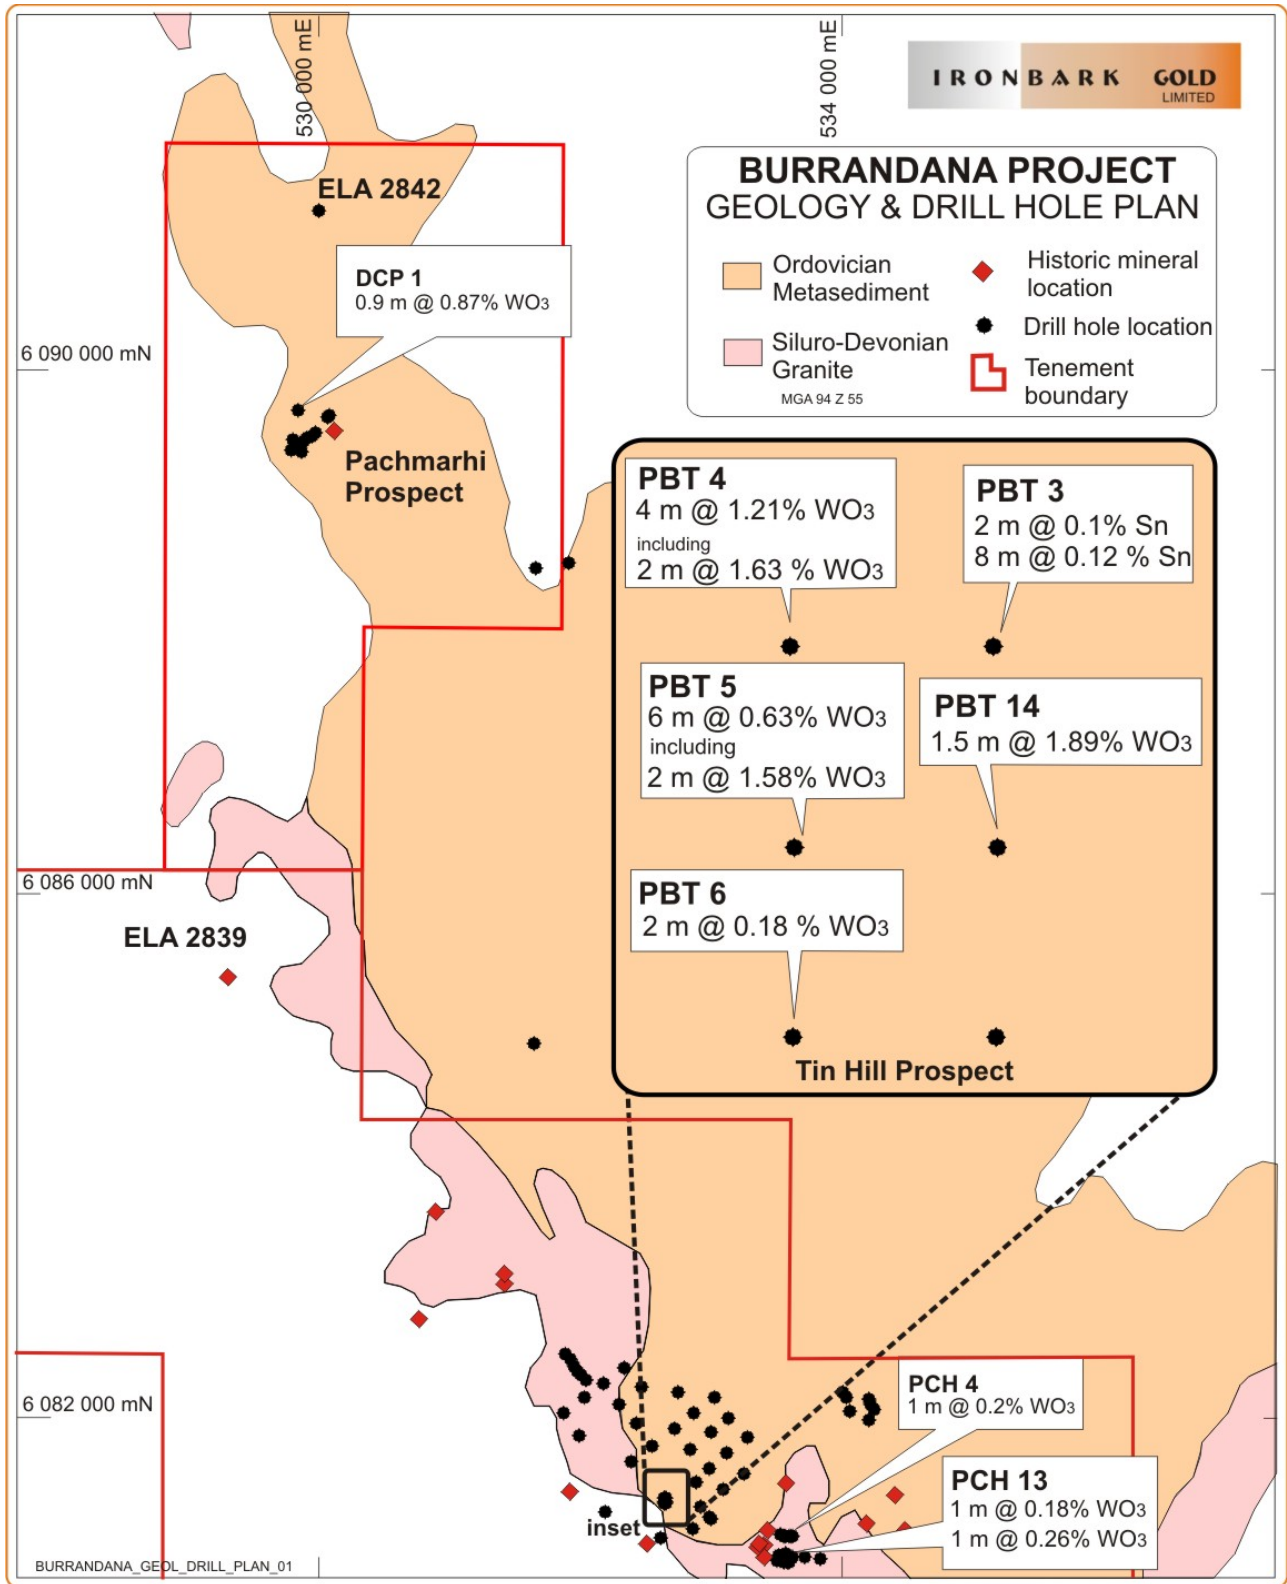 530 000 mE
534 000 mE
IRONBARK GOLD
LIMITED
BURRANDANA PROJECT
GEOLOGY & DRILL HOLE PLAN
Ordovician
Metasediment
Historic mineral
location
Drill hole location
Siluro-Devonian
Granite
Tenement
boundary
MGA 94 Z 55
ELA 2842
DCP 1
0.9 m @ 0.87% WO3
6 090 000 mN
Pachmarhi
Prospect
PBT 4
4 m @ 1.21% WO3
including
2 m @ 1.63 % WO3
PBT 3
2 m @ 0.1% Sn
8 m @ 0.12 % Sn
PBT 5
6 m @ 0.63% WO3
including
2 m @ 1.58% WO3
PBT 14
1.5 m @ 1.89% WO3
6 086 000 mN
PBT 6
2 m @ 0.18 % WO3
ELA 2839
Tin Hill Prospect
6 082 000 mN
PCH 4
1 m @ 0.2% WO3
PCH 13
1 m @ 0.18% WO3
1 m @ 0.26% WO3
inset
BURRANDANA_GEOL_DRILL_PLAN_01